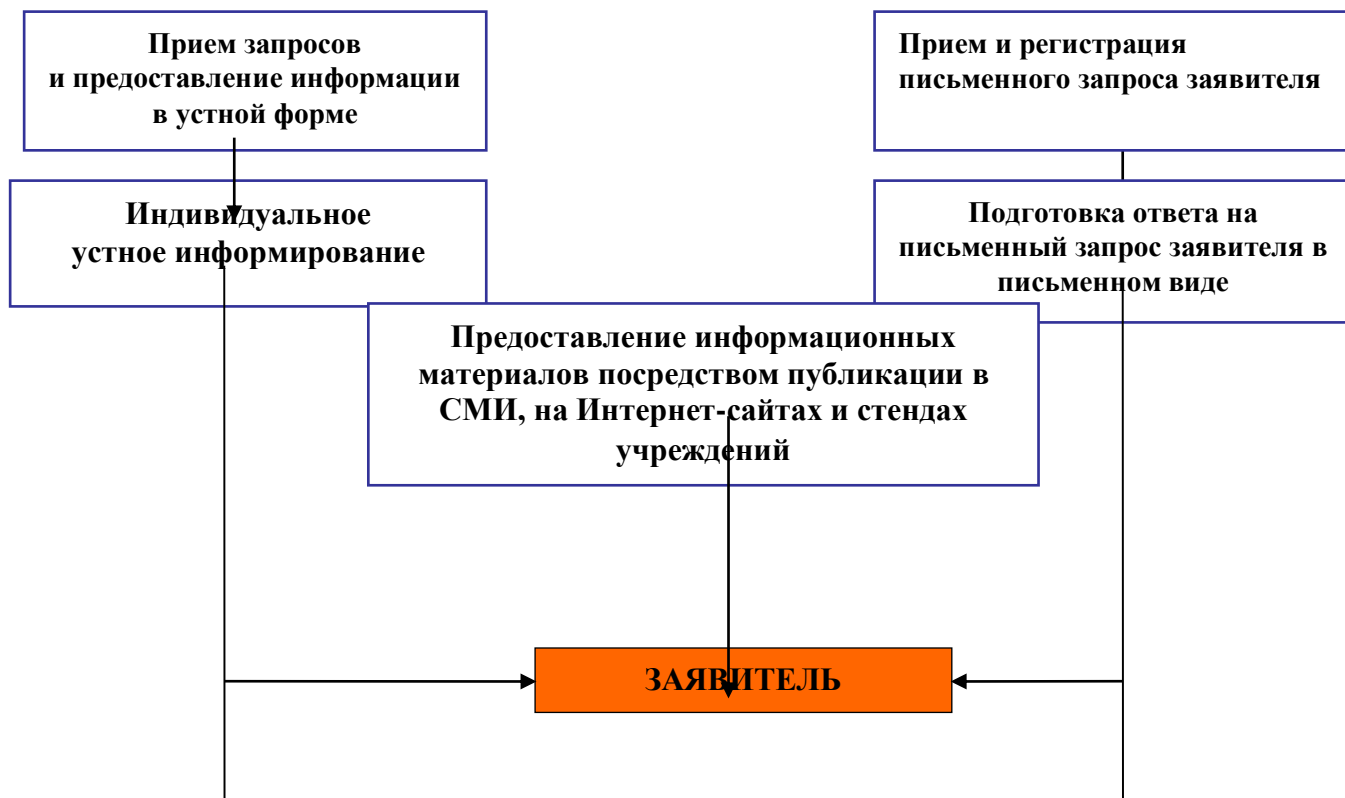 Прием запросов
и предоставление информации
в устной форме
Прием и регистрация
письменного запроса заявителя
Индивидуальное
устное информирование
Подготовка ответа на
письменный запрос заявителя в
письменном виде
Предоставление информационных
материалов посредством публикации в
СМИ, на Интернет-сайтах и стендах
учреждений
ЗАЯВИТЕЛЬ